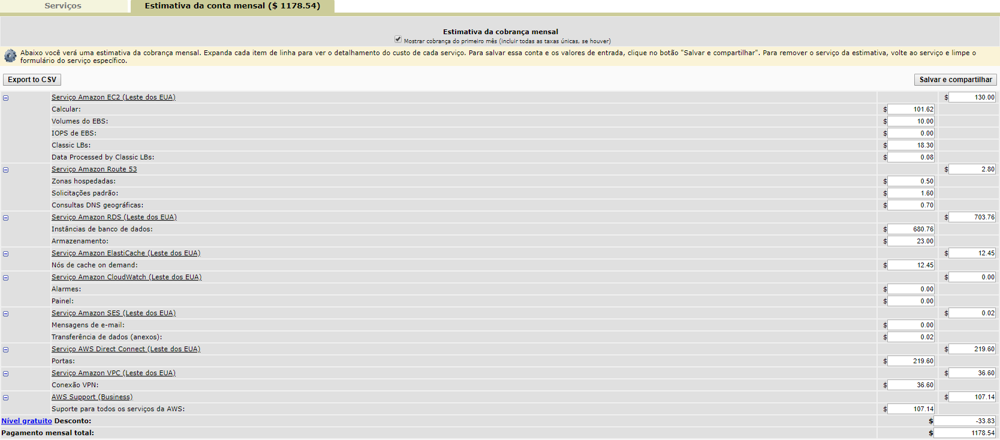 Serviços
Estimativa da conta mensal ($ 1178.54)
Estimativa da cobrança mensal
Mostrar cobrança do primeiro mês (incluir todas as taxas únicas, se houver)
Abaixo você verá uma estimativa da cobrança mensal. Expanda cada item de linha para ver o detalhamento do custo de cada serviço. Para salvar essa conta e os valores de entrada, clique no botão "Salvar e compartilhar". Para remover o serviço da estimativa, volte ao serviço e limpe o
formulário do serviço específico.
Export to CSV
Salvar e compartilhar
Serviço Amazon EC2 (Leste dos EUA) $ 130.00
Calcular: $ 101.62
Volumes do EBS: $ 10.00
IOPS de EBS: $ 0.00
Classic LBs: $ 18.30
Data Processed by Classic LBs: $ 0.08
Serviço Amazon Route 53 $ 2.80
Zonas hospedadas: $ 0.50
Solicitações padrão: $ 1.60
Consultas DNS geográficas: $ 0.70
Serviço Amazon RDS (Leste dos EUA) $ 703.76
Instâncias de banco de dados: $ 680.76
Armazenamento: $ 23.00
Serviço Amazon ElastiCache (Leste dos EUA) $ 12.45
Nós de cache on demand: $ 12.45
Serviço Amazon CloudWatch (Leste dos EUA) $ 0.00
Alarmes: $ 0.00
Painel: $ 0.00
Serviço Amazon SES (Leste dos EUA) $ 0.02
Mensagens de e-mail: $ 0.00
Transferência de dados (anexos): $ 0.02
Serviço AWS Direct Connect (Leste dos EUA) $ 219.60
Portas: $ 219.60
Serviço Amazon VPC (Leste dos EUA) $ 36.60
Conexão VPN: $ 36.60
AWS Support (Business) $ 107.14
Suporte para todos os serviços da AWS: $ 107.14
Nível gratuito Desconto: $ -33.83
Pagamento mensal total: $ 1178.54